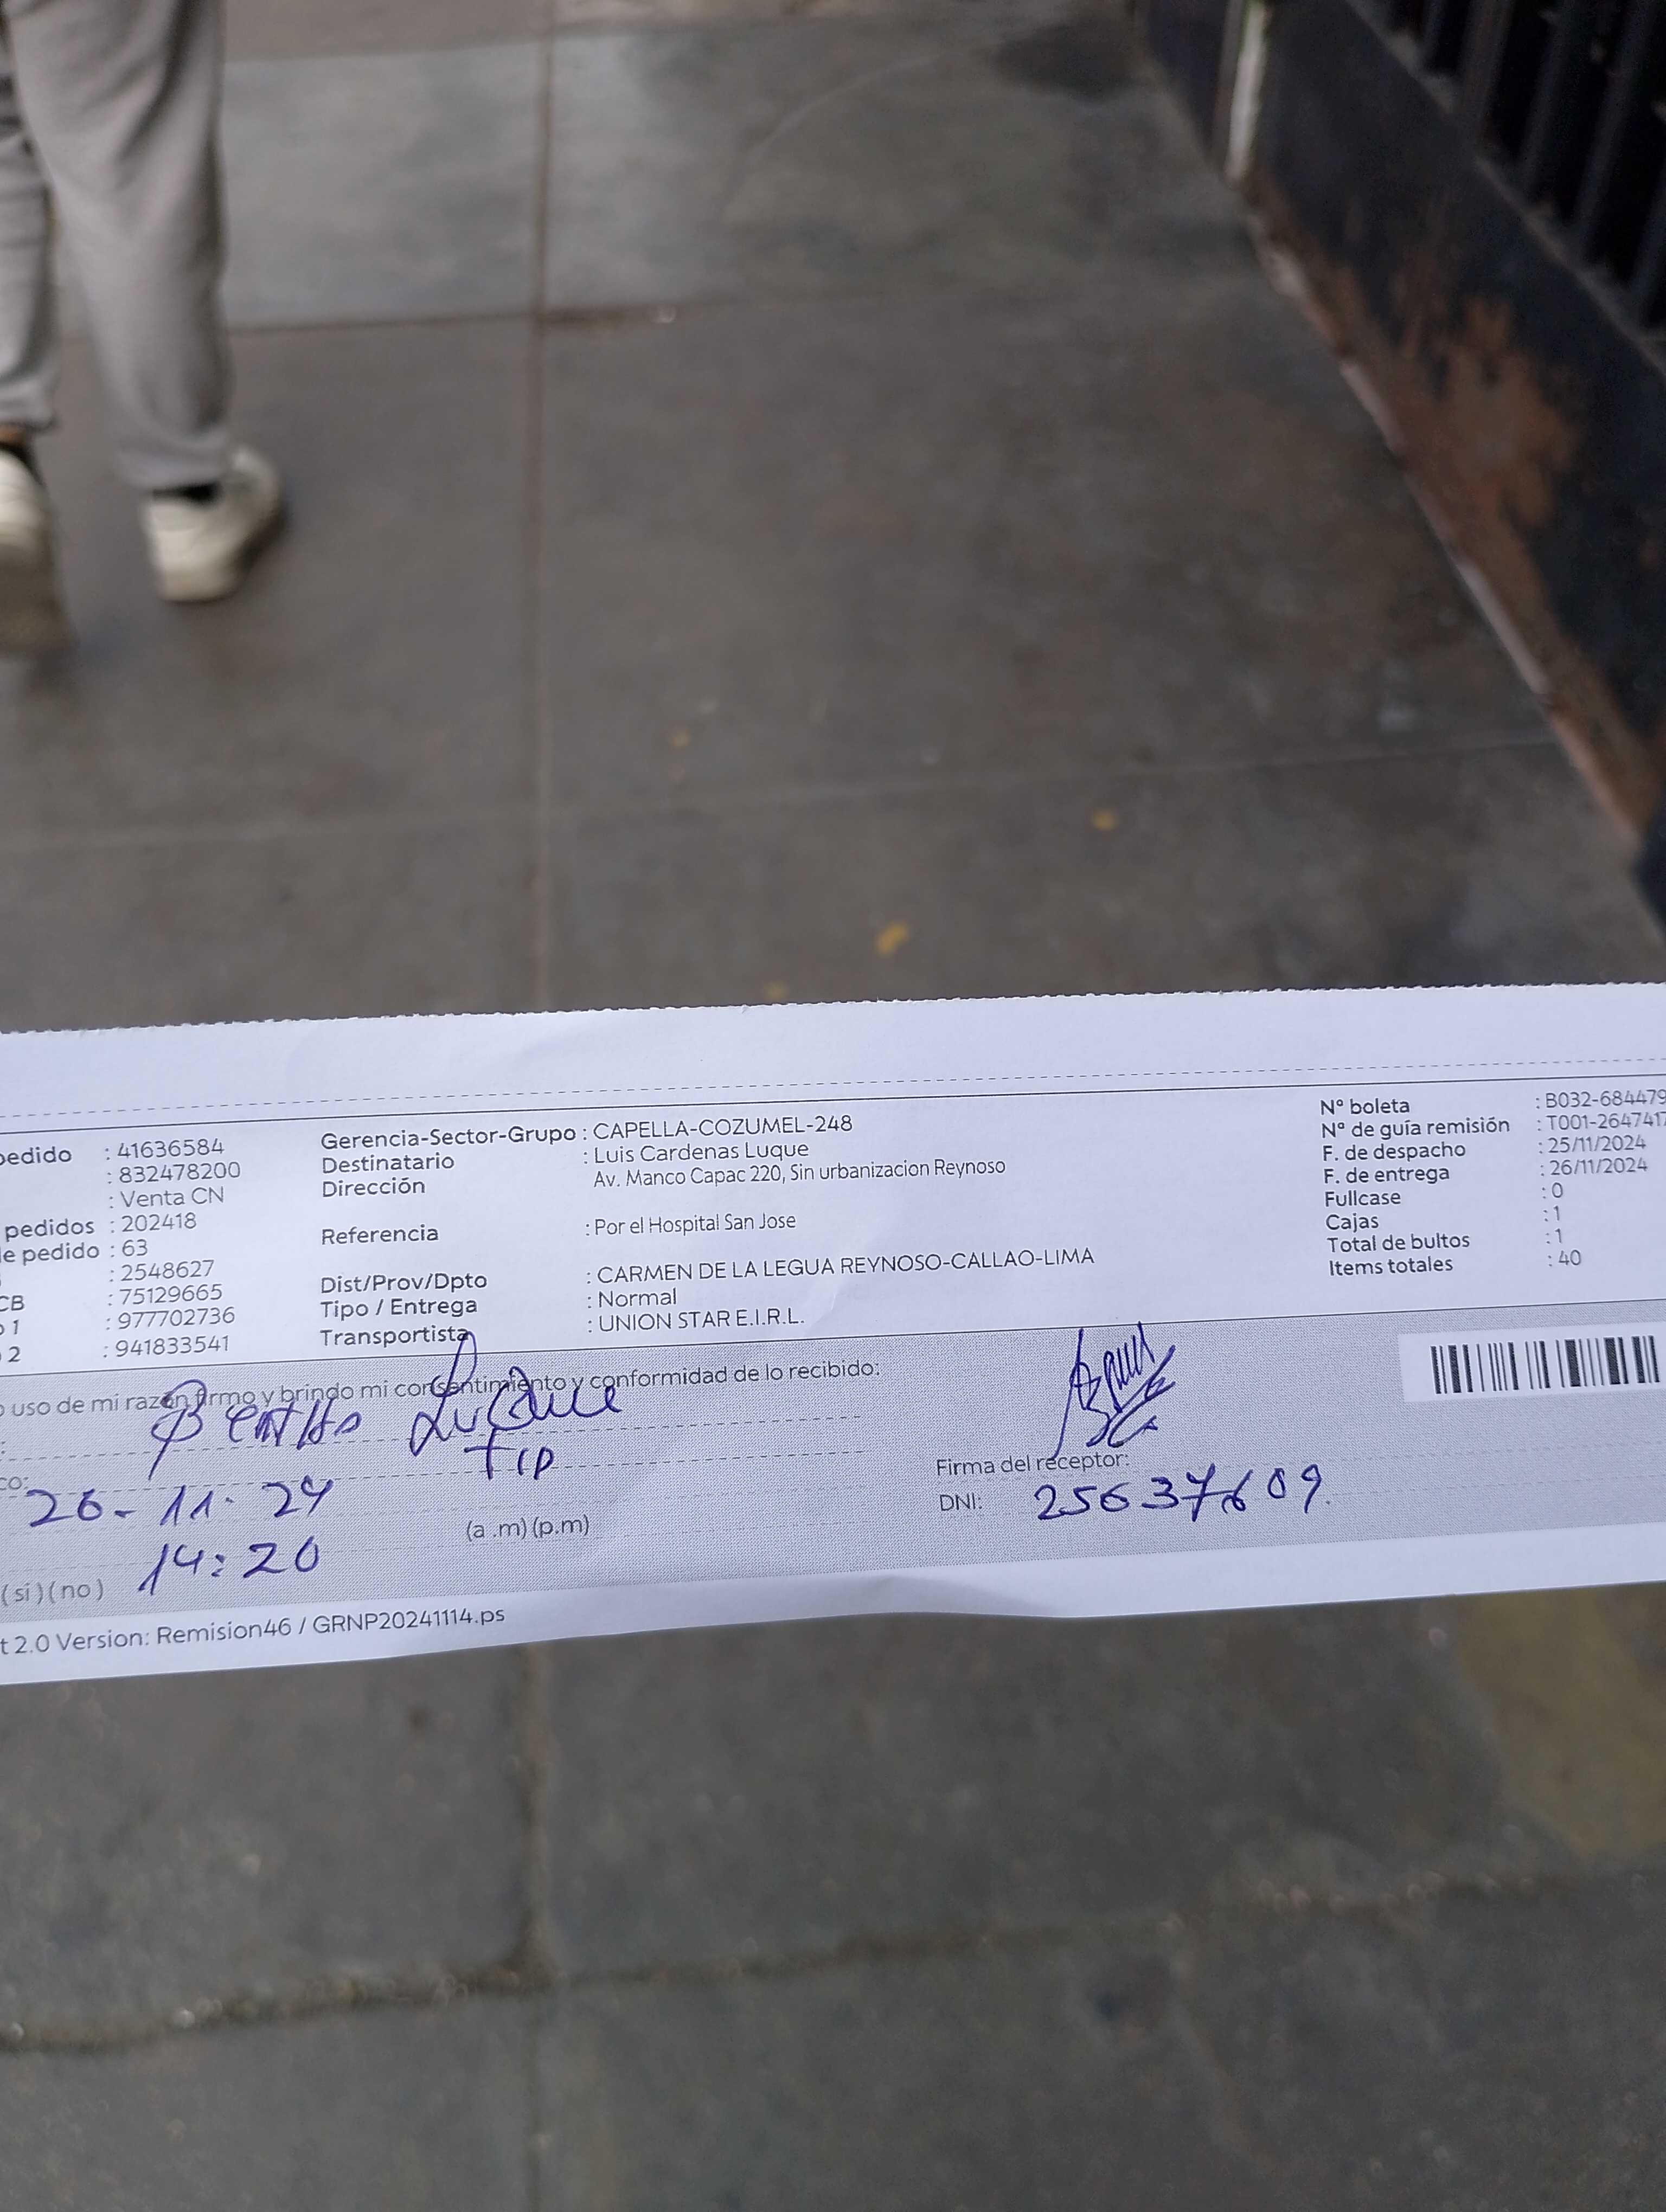 pedido : 41636584
: 832478200
: Venta CN
pedidos : 202418
de pedido : 63
: 2548627
CB : 75129665
1 : 977702736
2 : 941833541
Gerencia-Sector-Grupo : CAPELLA-COZUMEL-248
Destinatario : Luis Cardenas Luque
Dirección Av. Manco Capac 220, Sin urbanizacion Reynoso
Referencia : Por el Hospital San Jose
Dist/Prov/Dpto : CARMEN DE LA LEGUA REYNOSO-CALLAO-LIMA
Tipo / Entrega : Normal
Transportista : UNION STAR E.I.R.L.
Nº boleta : B032-684479
Nº de guía remisión : T001-2647417
F. de despacho : 25/11/2024
F. de entrega : 26/11/2024
Fullcase : 0
Cajas : 1
Total de bultos : 1
Items totales : 40
uso de mi razón firmo y brindo mi consentimiento y conformidad de lo recibido:
Luque
co:
26-11-24
Firma del receptor:
DNI: 25637609.
14:20 (a .m) (p.m)
(sí) (no)
t 2.0 Version: Remision46 / GRNP20241114.ps